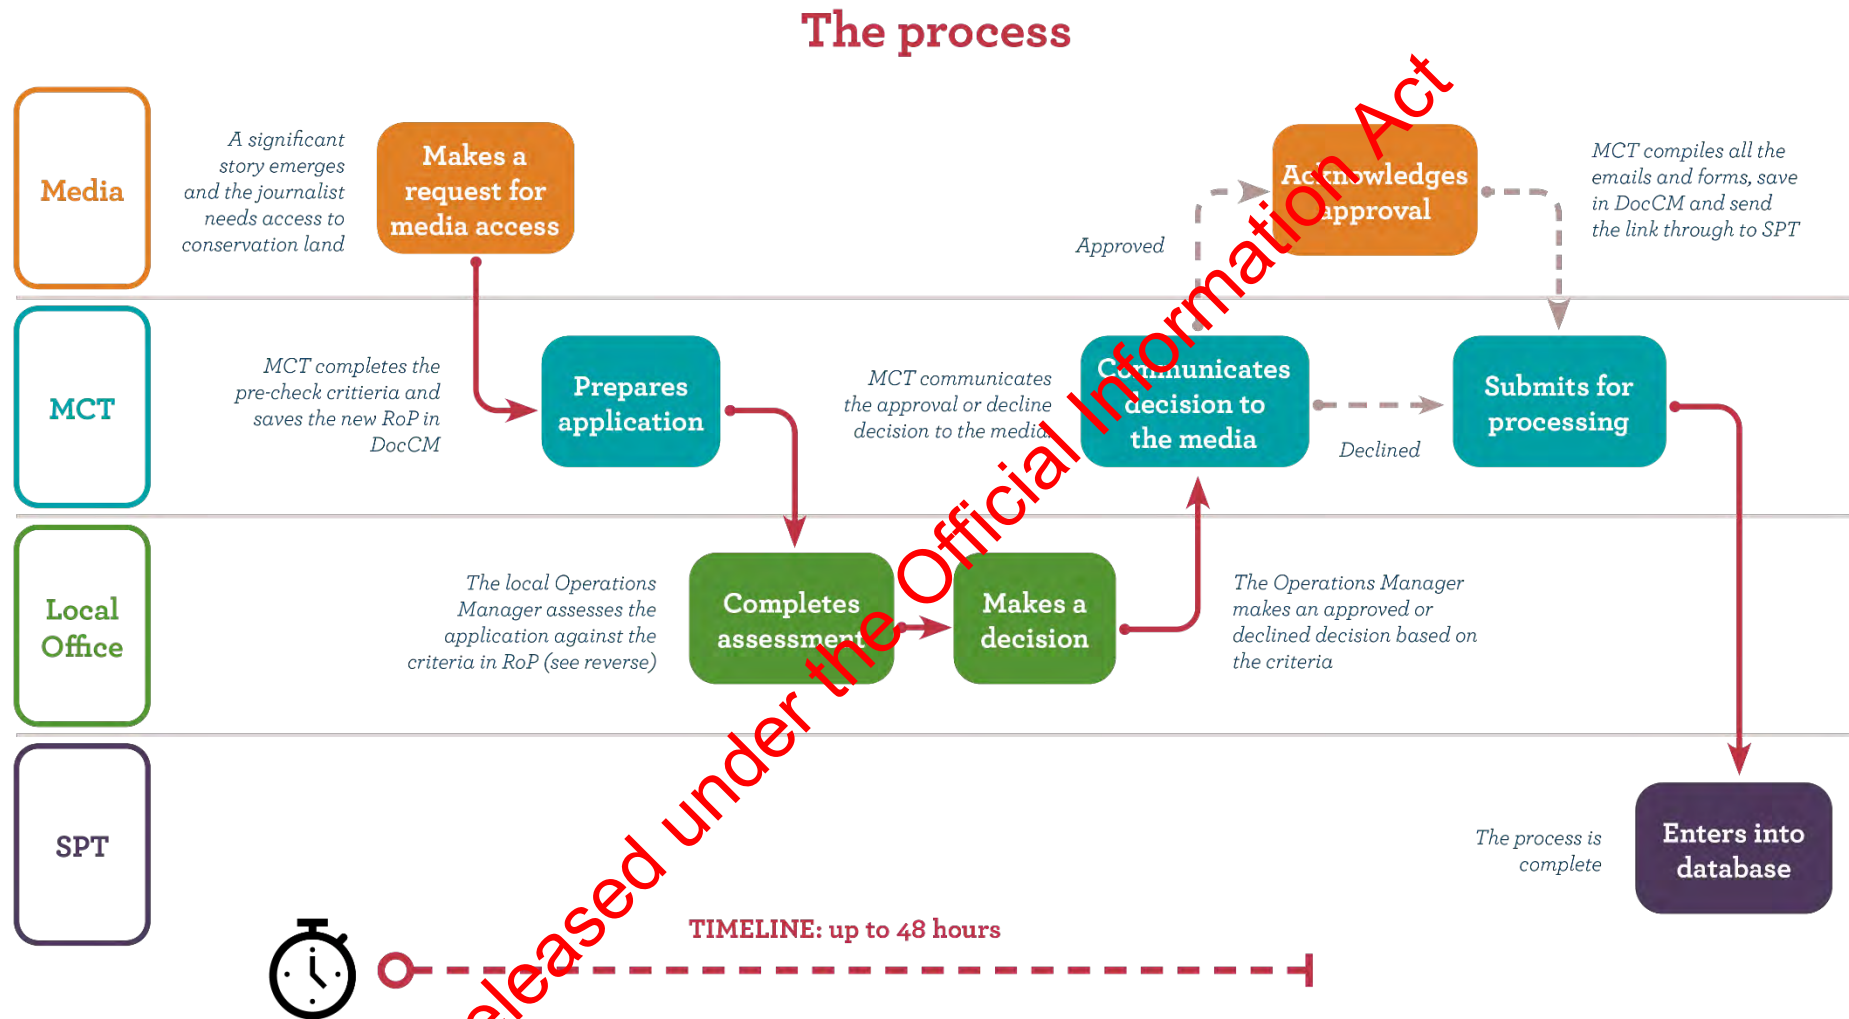 The process
Media
A significant
story emerges
and the journalist
needs access to
conservation land
Makes a
request for
media access
Approved
Acknowledges
approval
MCT compiles all the
emails and forms, save
in DocCM and send
the link through to SPT
MCT
MCT completes the
pre-check critieria and
saves the new RoP in
DocCM
Prepares
application
MCT communicates
the approval or decline
decision to the media.
Communicates
decision to
the media
Declined
Submits for
processing
Local
Office
The local Operations
Manager assesses the
application against the
criteria in RoP (see reverse)
Completes
assessment
Makes a
decision
The Operations Manager
makes an approved or
declined decision based on
the criteria
SPT
The process is
complete
Enters into
database
TIMELINE: up to 48 hours
eleased under the Official Information Act